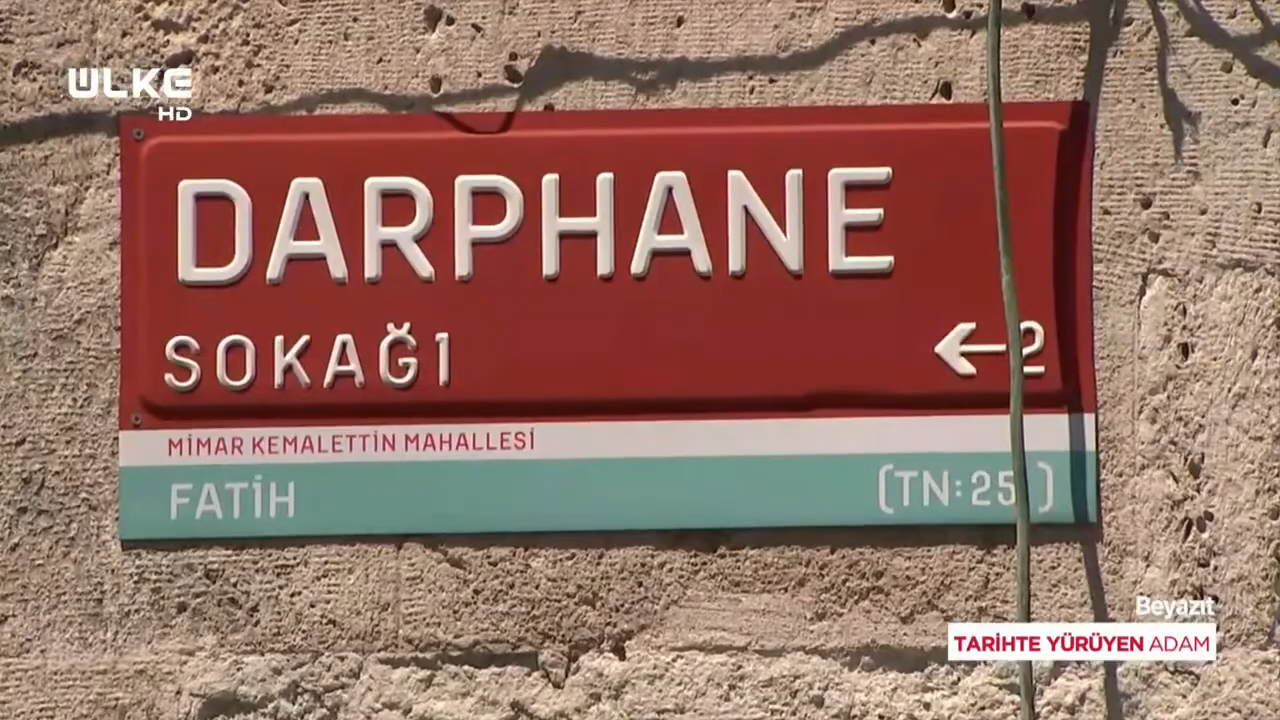 ÜLKE
HD
DARPHANE
SOKAĞI
← 2
MİMAR KEMALETTİN MAHALLESİ
FATİH
(TN: 25 )
Beyazıt
TARİHTE YÜRÜYEN ADAM